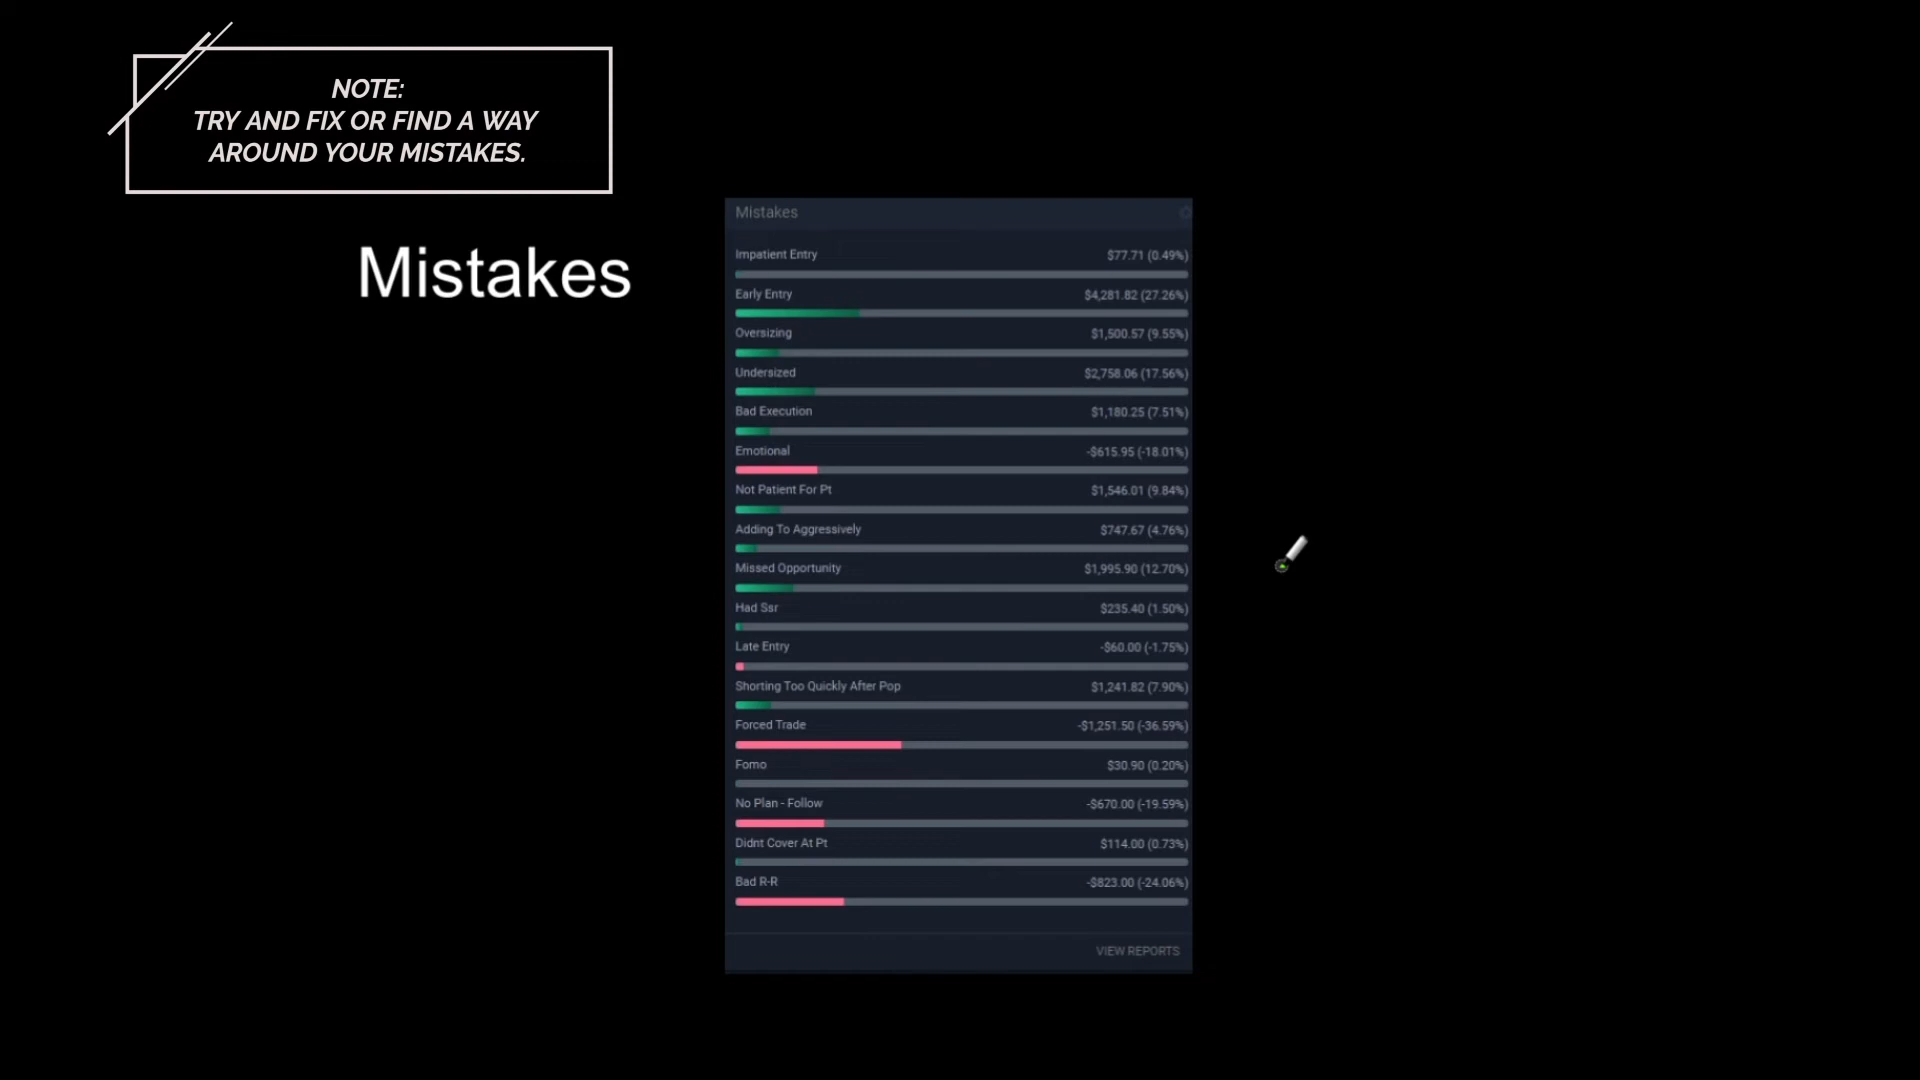 NOTE:
TRY AND FIX OR FIND A WAY
AROUND YOUR MISTAKES.
Mistakes
Mistakes
Impatient Entry $77.71 (0.49%)
Early Entry $4,281.82 (27.26%)
Oversizing $1,500.57 (9.55%)
Undersized $2,758.06 (17.56%)
Bad Execution $1,180.25 (7.51%)
Emotional -$615.95 (-18.01%)
Not Patient For Pt $1,546.01 (9.84%)
Adding To Aggressively $747.67 (4.76%)
Missed Opportunity $1,995.90 (12.70%)
Had Ssr $235.40 (1.50%)
Late Entry -$60.00 (-1.75%)
Shorting Too Quickly After Pop $1,241.82 (7.90%)
Forced Trade -$1,251.50 (-36.59%)
Fomo $30.90 (0.20%)
No Plan - Follow -$670.00 (-19.59%)
Didnt Cover At Pt $114.00 (0.73%)
Bad R-R -$823.00 (-24.06%)
VIEW REPORTS